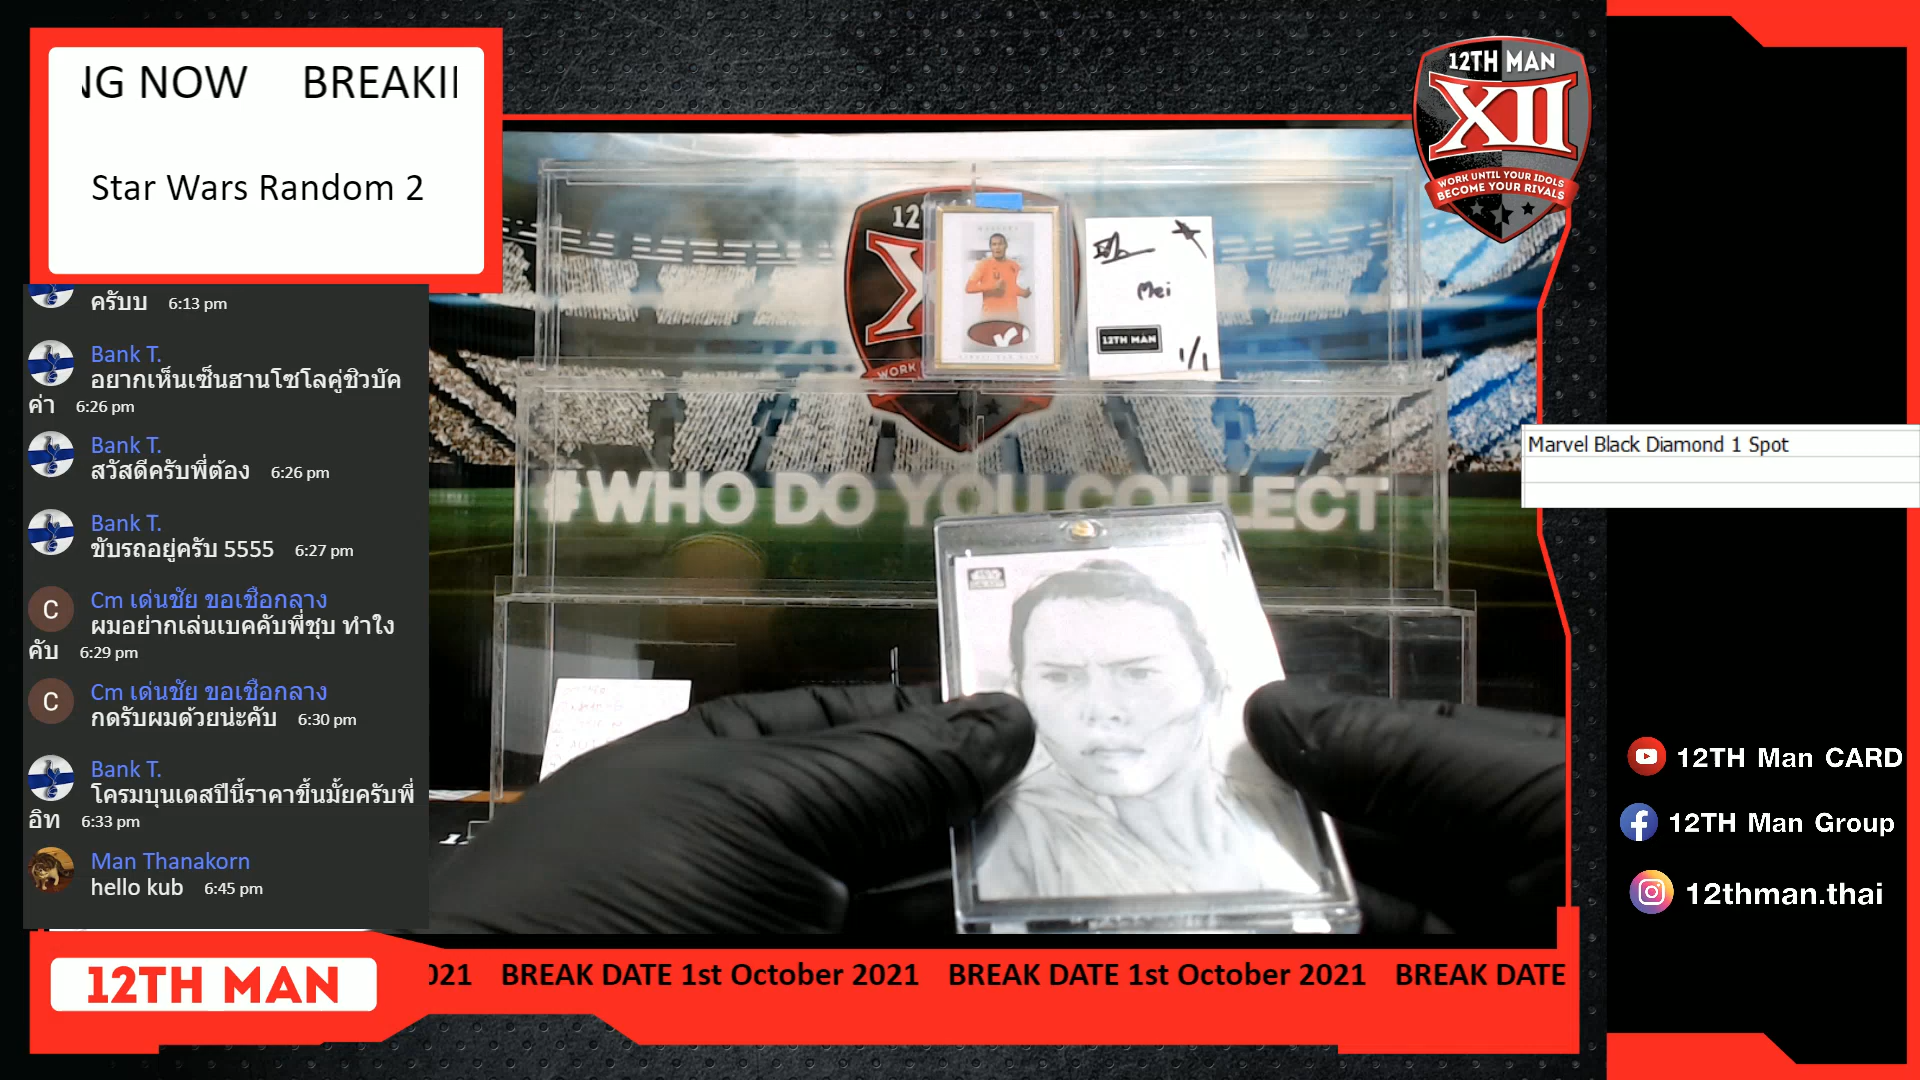 NG NOW BREAKI
Star Wars Random 2
ครับบ 6:13 pm
Bank T.
อยากเห็นเซ็นฮานโซโลคู่ชิวบัค
ค่า 6:26 pm
Bank T.
สวัสดีครับพี่ต้อง 6:26 pm
Bank T.
ขับรถอยู่ครับ 5555 6:27 pm
C
Cm เด่นชัย ขอเชือกลาง
ผมอย่ากเล่นเบคคับพี่ชุบ ทำใง
คับ 6:29 pm
C
Cm เด่นชัย ขอเชือกลาง
กดรับผมด้วยน่ะคับ 6:30 pm
Bank T.
โครมบุนเดสปีนี้ราคาขึ้นมั้ยครับพี่
อิท 6:33 pm
Man Thanakorn
hello kub 6:45 pm
12TH MAN
XII
WORK UNTIL YOUR IDOLS
BECOME YOUR RIVALS
12
WORK
Mei
12TH MAN
1/1
#WHO DO YOU COLLECT
Marvel Black Diamond 1 Spot
12TH Man CARD
12TH Man Group
12thman.thai
12TH MAN
021 BREAK DATE 1st October 2021 BREAK DATE 1st October 2021 BREAK DATE